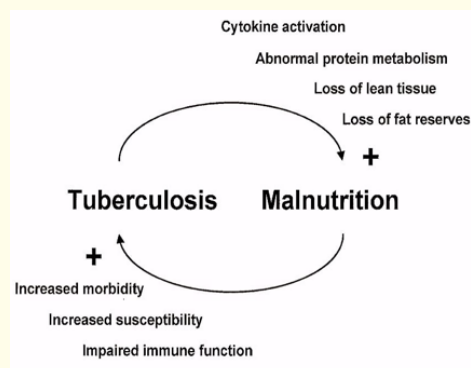 Cytokine activation
Abnormal protein metabolism
Loss of lean tissue
Loss of fat reserves
+
Tuberculosis Malnutrition
+
Increased morbidity
Increased susceptibility
Impaired immune function